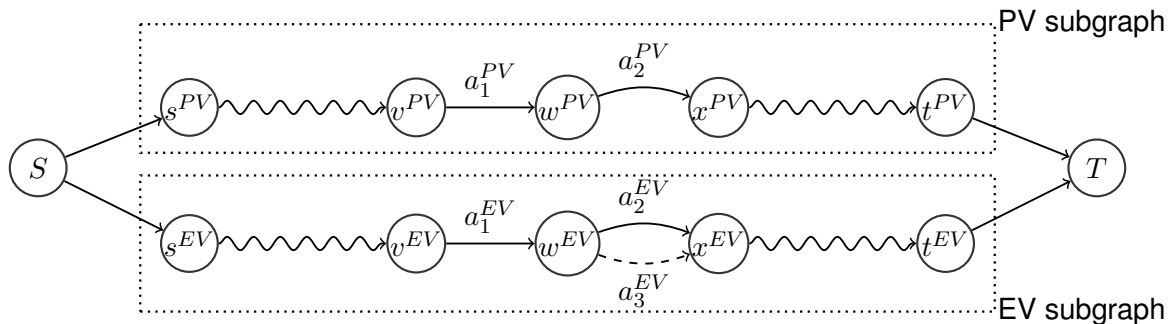 PV subgraph
a_1^{PV} a_2^{PV}
s^{PV} v^{PV} w^{PV} x^{PV} t^{PV}
S T
a_1^{EV} a_2^{EV}
s^{EV} v^{EV} w^{EV} x^{EV} t^{EV}
a_3^{EV}
EV subgraph